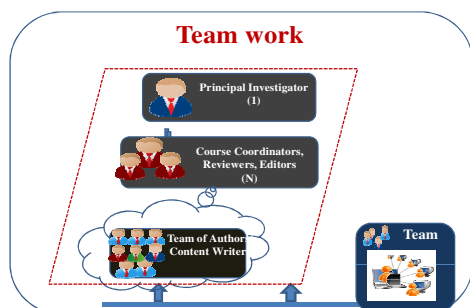 Team work
Principal Investigator
(1)
Course Coordinators,
Reviewers, Editors
(N)
Team of Author
Content Writer
Team